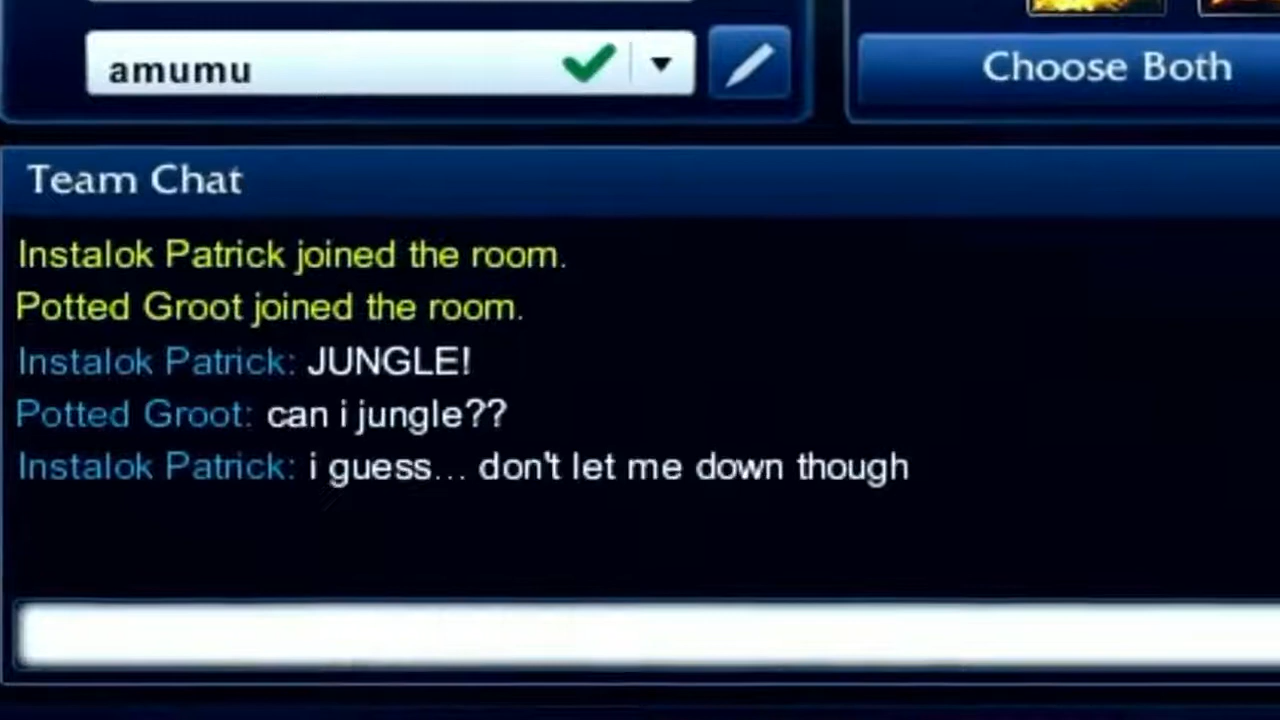 amumu
Choose Both
Team Chat
Instalok Patrick joined the room.
Potted Groot joined the room.
Instalok Patrick: JUNGLE!
Potted Groot: can i jungle??
Instalok Patrick: i guess... don't let me down though